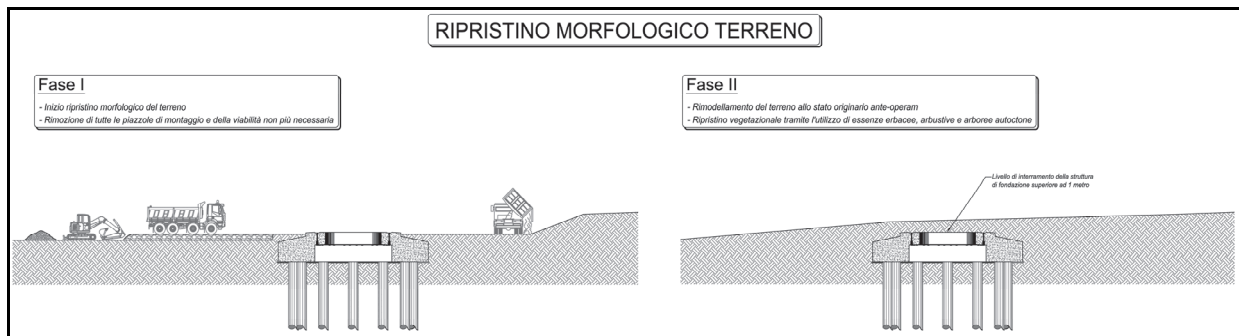 RIPRISTINO MORFOLOGICO TERRENO
Fase I
- Inizio ripristino morfologico del terreno
- Rimozione di tutte le piazzole di montaggio e della viabilità non più necessaria
Fase II
- Rimodellamento del terreno allo stato originario ante-operam
- Ripristino vegetazionale tramite l'utilizzo di essenze erbacee, arbustive e arboree autoctone
Livello di interramento della struttura
di fondazione superiore ad 1 metro